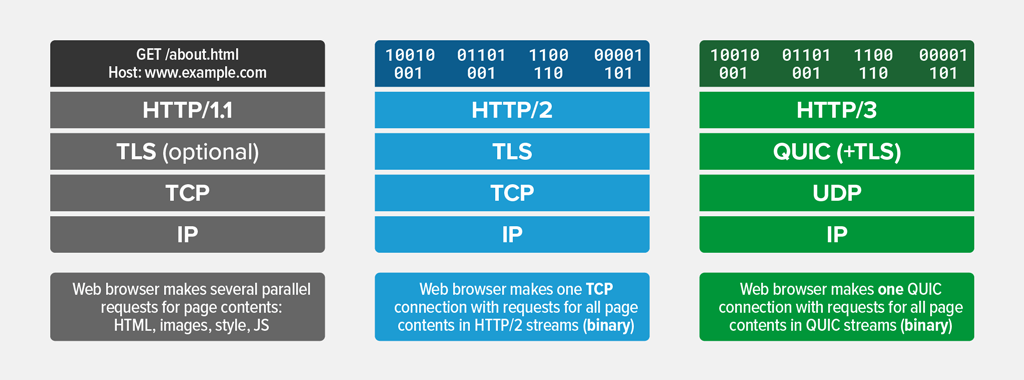 GET /about.html
Host: www.example.com
HTTP/1.1
TLS (optional)
TCP
IP
Web browser makes several parallel
requests for page contents:
HTML, images, style, JS
10010 01101 1100 00001
001 001 110 101
HTTP/2
TLS
TCP
IP
Web browser makes one TCP
connection with requests for all page
contents in HTTP/2 streams (binary)
10010 01101 1100 00001
001 001 110 101
HTTP/3
QUIC (+TLS)
UDP
IP
Web browser makes one QUIC
connection with requests for all page
contents in QUIC streams (binary)